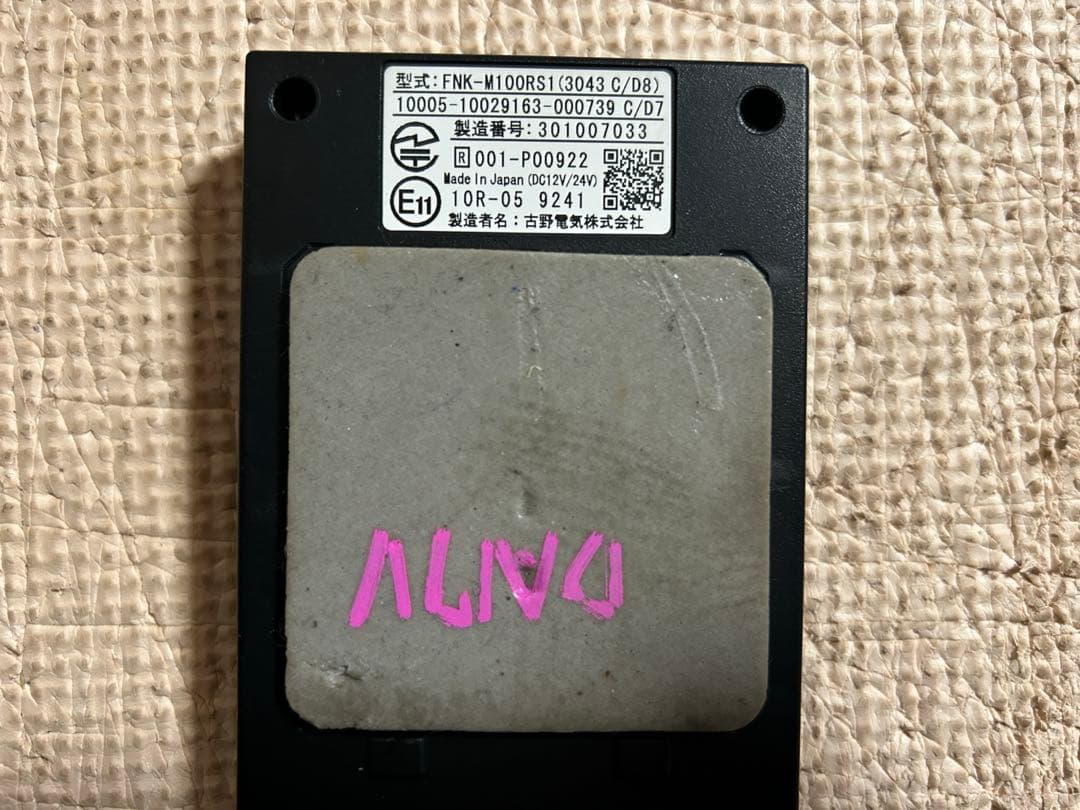 型式:FNK-M100RS1(3043 C/D8)
10005-10029163-000739 C/D7
製造番号:301007033
R 001-P00922
Made In Japan (DC12V/24V)
E11 10R-05 9241
製造者名:古野電気株式会社
DA17V